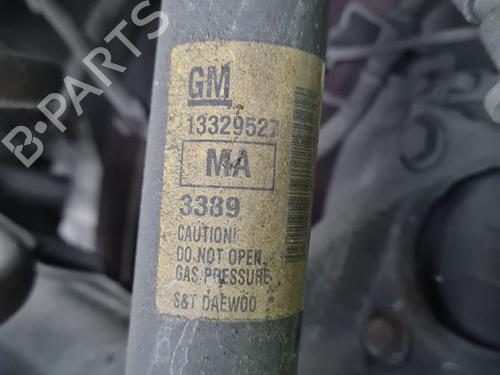 B-PARTS
GM
13329527
MA
3389
CAUTION!
DO NOT OPEN
GAS PRESSURE
S&T DAEWOO